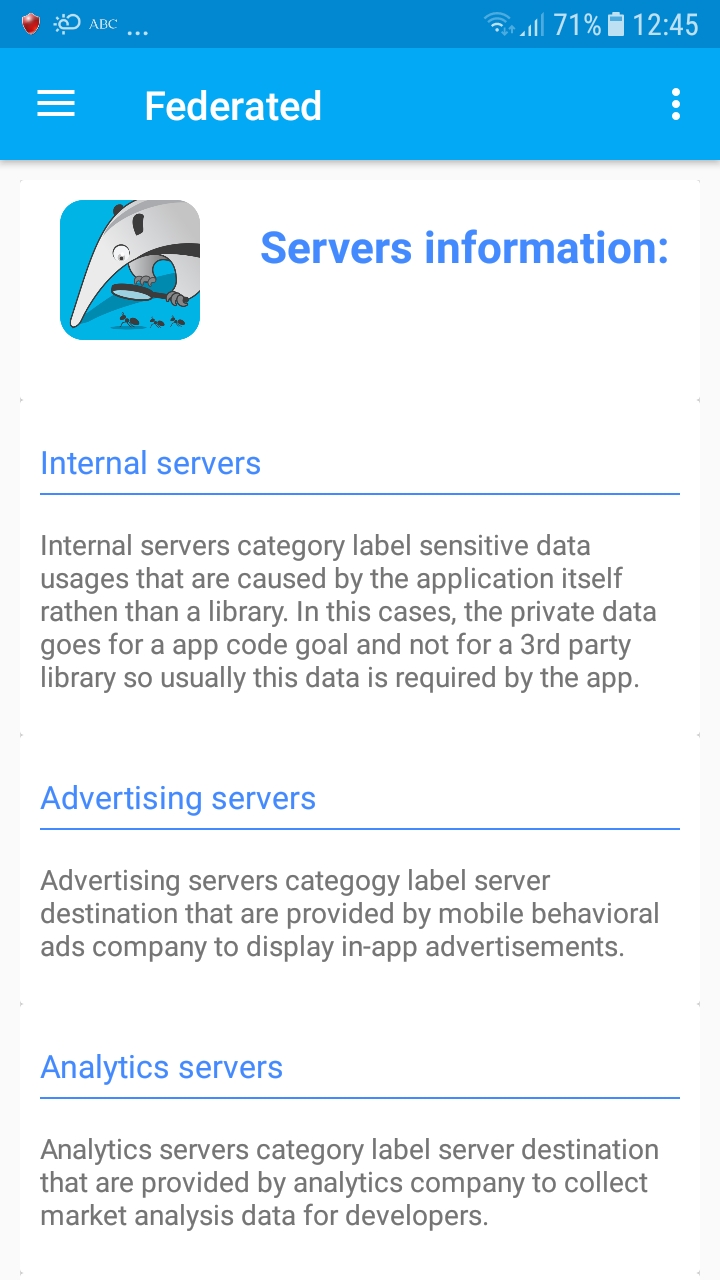 ABC ... 71% 12:45
Federated
Servers information:
Internal servers
Internal servers category label sensitive data
usages that are caused by the application itself
rathen than a library. In this cases, the private data
goes for a app code goal and not for a 3rd party
library so usually this data is required by the app.
Advertising servers
Advertising servers categogy label server
destination that are provided by mobile behavioral
ads company to display in-app advertisements.
Analytics servers
Analytics servers category label server destination
that are provided by analytics company to collect
market analysis data for developers.